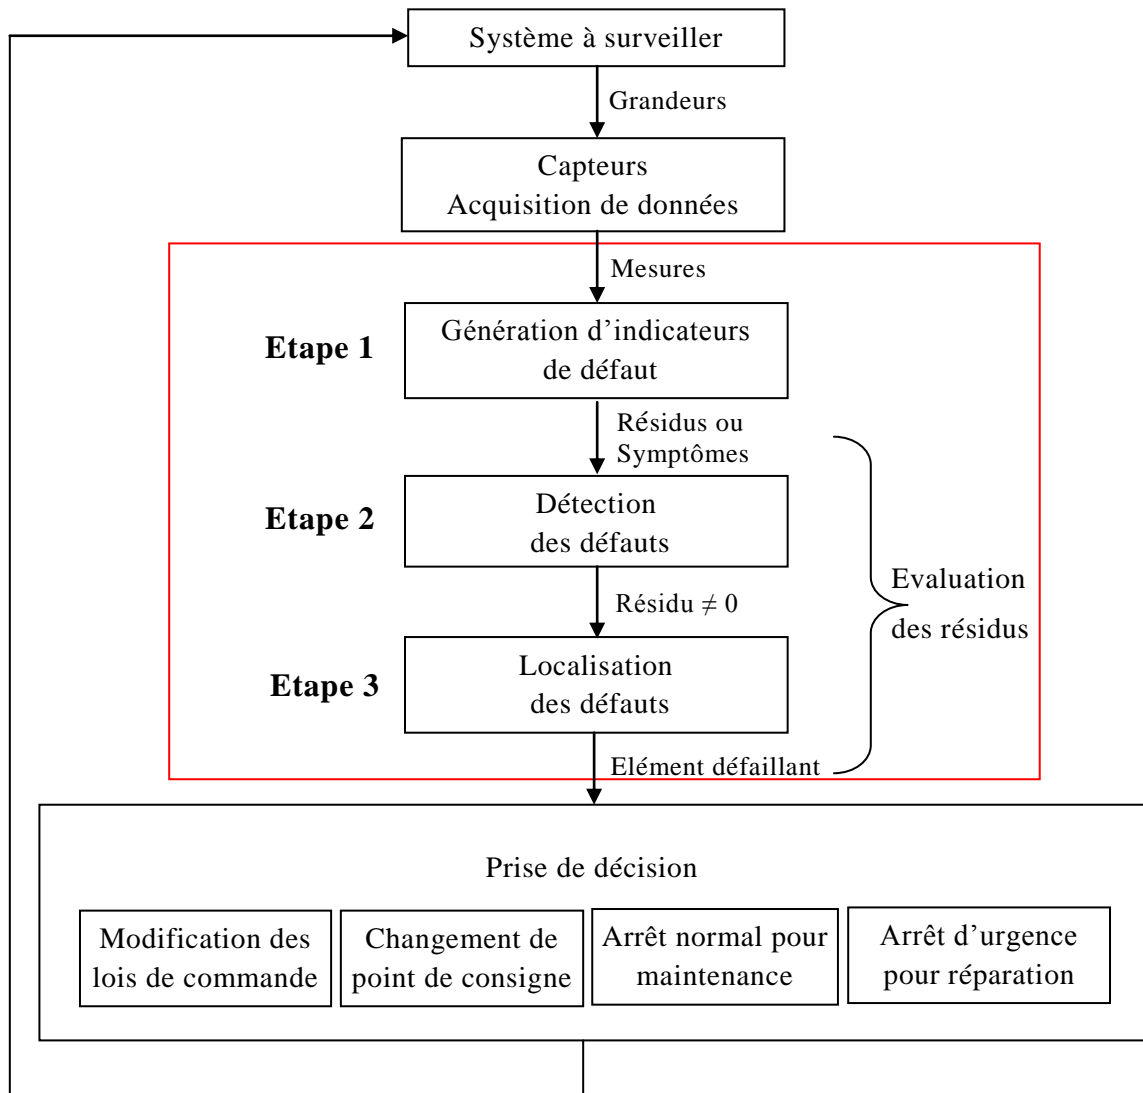 Système à surveiller
Grandeurs
Capteurs
Acquisition de données
Mesures
Etape 1
Génération d’indicateurs
de défaut
Résidus ou
Symptômes
Etape 2
Détection
des défauts
Evaluation
des résidus
Résidu ≠ 0
Etape 3
Localisation
des défauts
Elément défaillant
Prise de décision
Modification des
lois de commande
Changement de
point de consigne
Arrêt normal pour
maintenance
Arrêt d’urgence
pour réparation